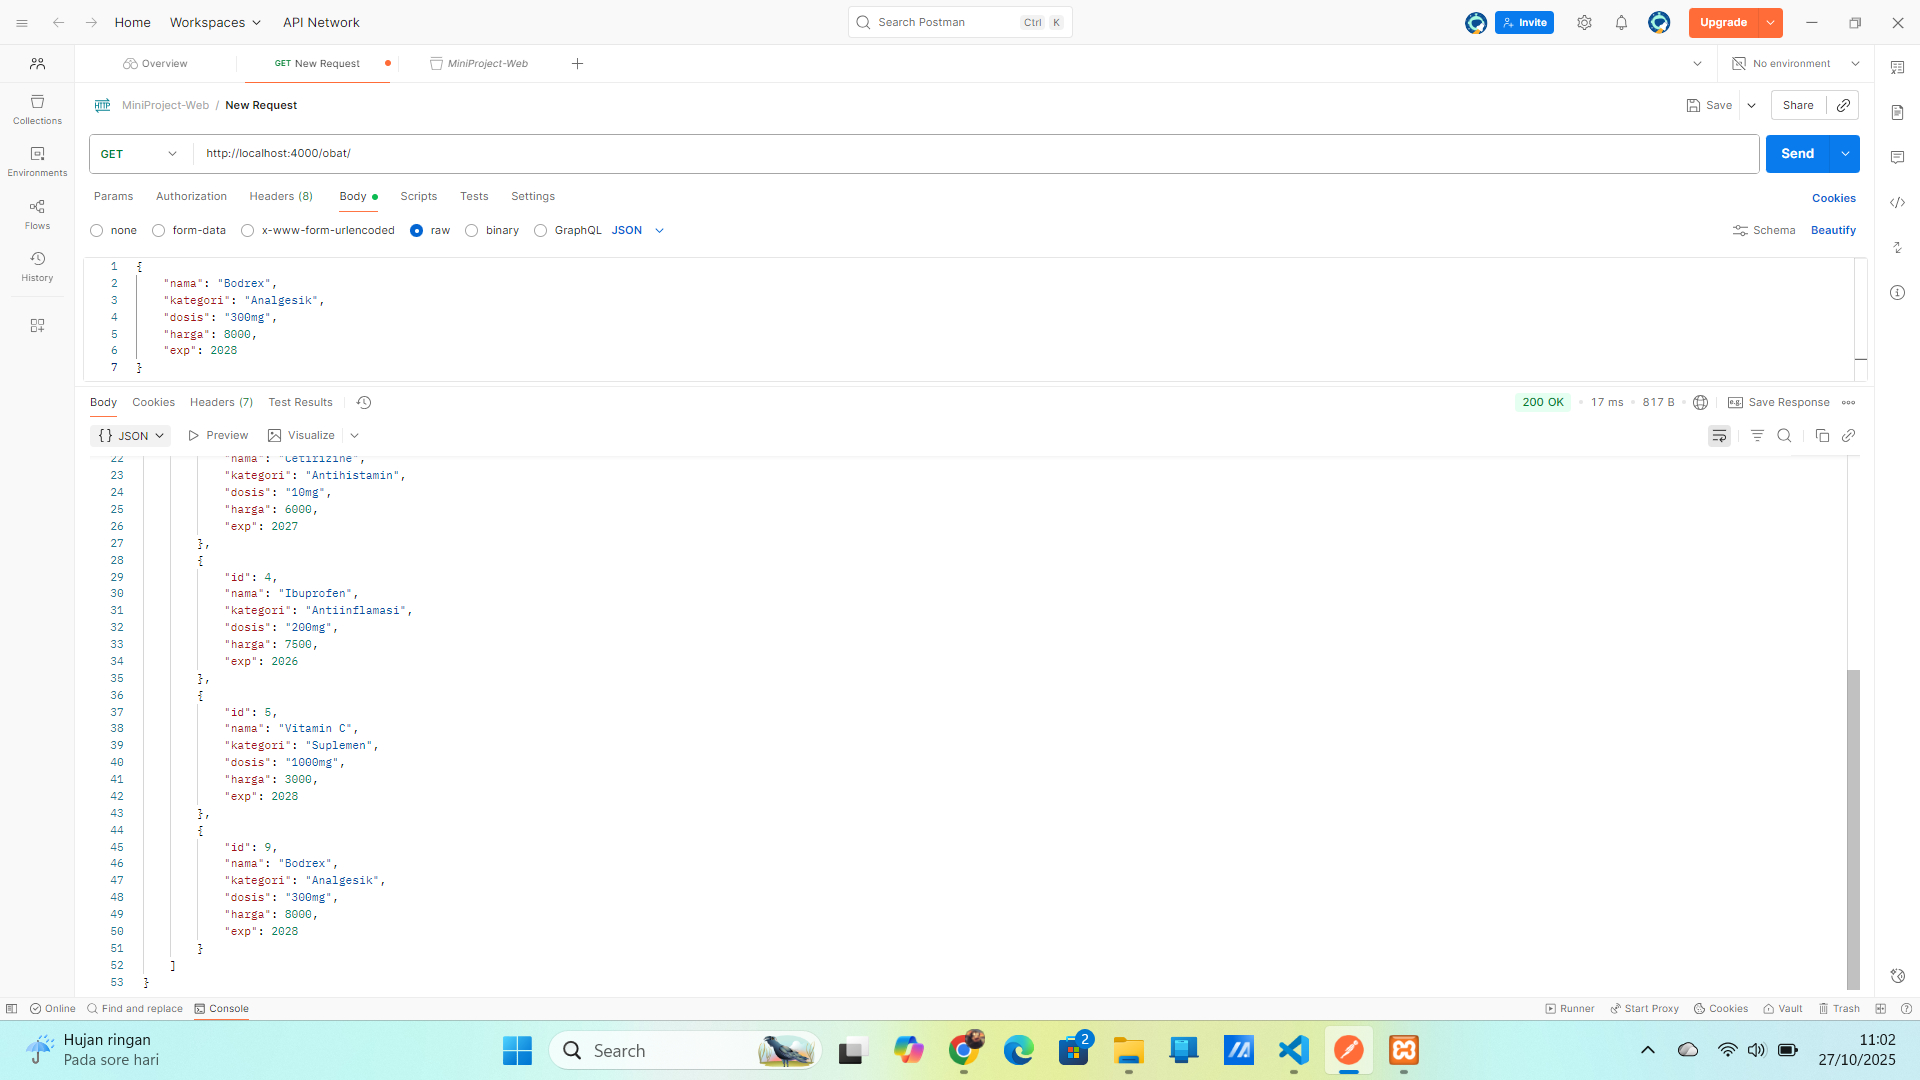 Home Workspaces API Network Search Postman Ctrl K Invite Upgrade
Overview GET New Request MiniProject-Web No environment
HTTP MiniProject-Web / New Request Save Share
Collections
Environments
Flows
History
GET http://localhost:4000/obat/ Send
Params Authorization Headers (8) Body Scripts Tests Settings Cookies
none form-data x-www-form-urlencoded raw binary GraphQL JSON Schema Beautify
1 {
2 "nama": "Bodrex",
3 "kategori": "Analgesik",
4 "dosis": "300mg",
5 "harga": 8000,
6 "exp": 2028
7 }
Body Cookies Headers (7) Test Results 200 OK 17 ms 817 B e.g. Save Response
{} JSON Preview Visualize
22 "nama": "Cetirizine",
23 "kategori": "Antihistamin",
24 "dosis": "10mg",
25 "harga": 6000,
26 "exp": 2027
27 },
28 {
29 "id": 4,
30 "nama": "Ibuprofen",
31 "kategori": "Antiinflamasi",
32 "dosis": "200mg",
33 "harga": 7500,
34 "exp": 2026
35 },
36 {
37 "id": 5,
38 "nama": "Vitamin C",
39 "kategori": "Suplemen",
40 "dosis": "1000mg",
41 "harga": 3000,
42 "exp": 2028
43 },
44 {
45 "id": 9,
46 "nama": "Bodrex",
47 "kategori": "Analgesik",
48 "dosis": "300mg",
49 "harga": 8000,
50 "exp": 2028
51 }
52 ]
53 }
Online Find and replace Console Runner Start Proxy Cookies Vault Trash
Hujan ringan
Pada sore hari
Search
2
11:02
27/10/2025